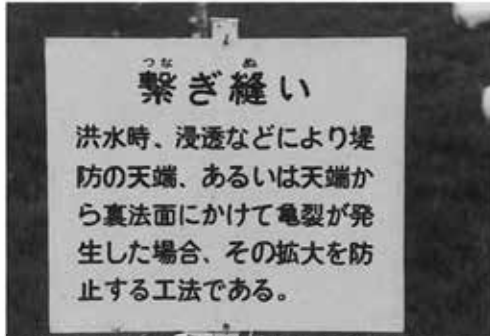 つな ぬ
繋ぎ縫い
洪水時、浸透などにより堤
防の天端、あるいは天端か
ら裏法面にかけて亀裂が発
生した場合、その拡大を防
止する工法である。